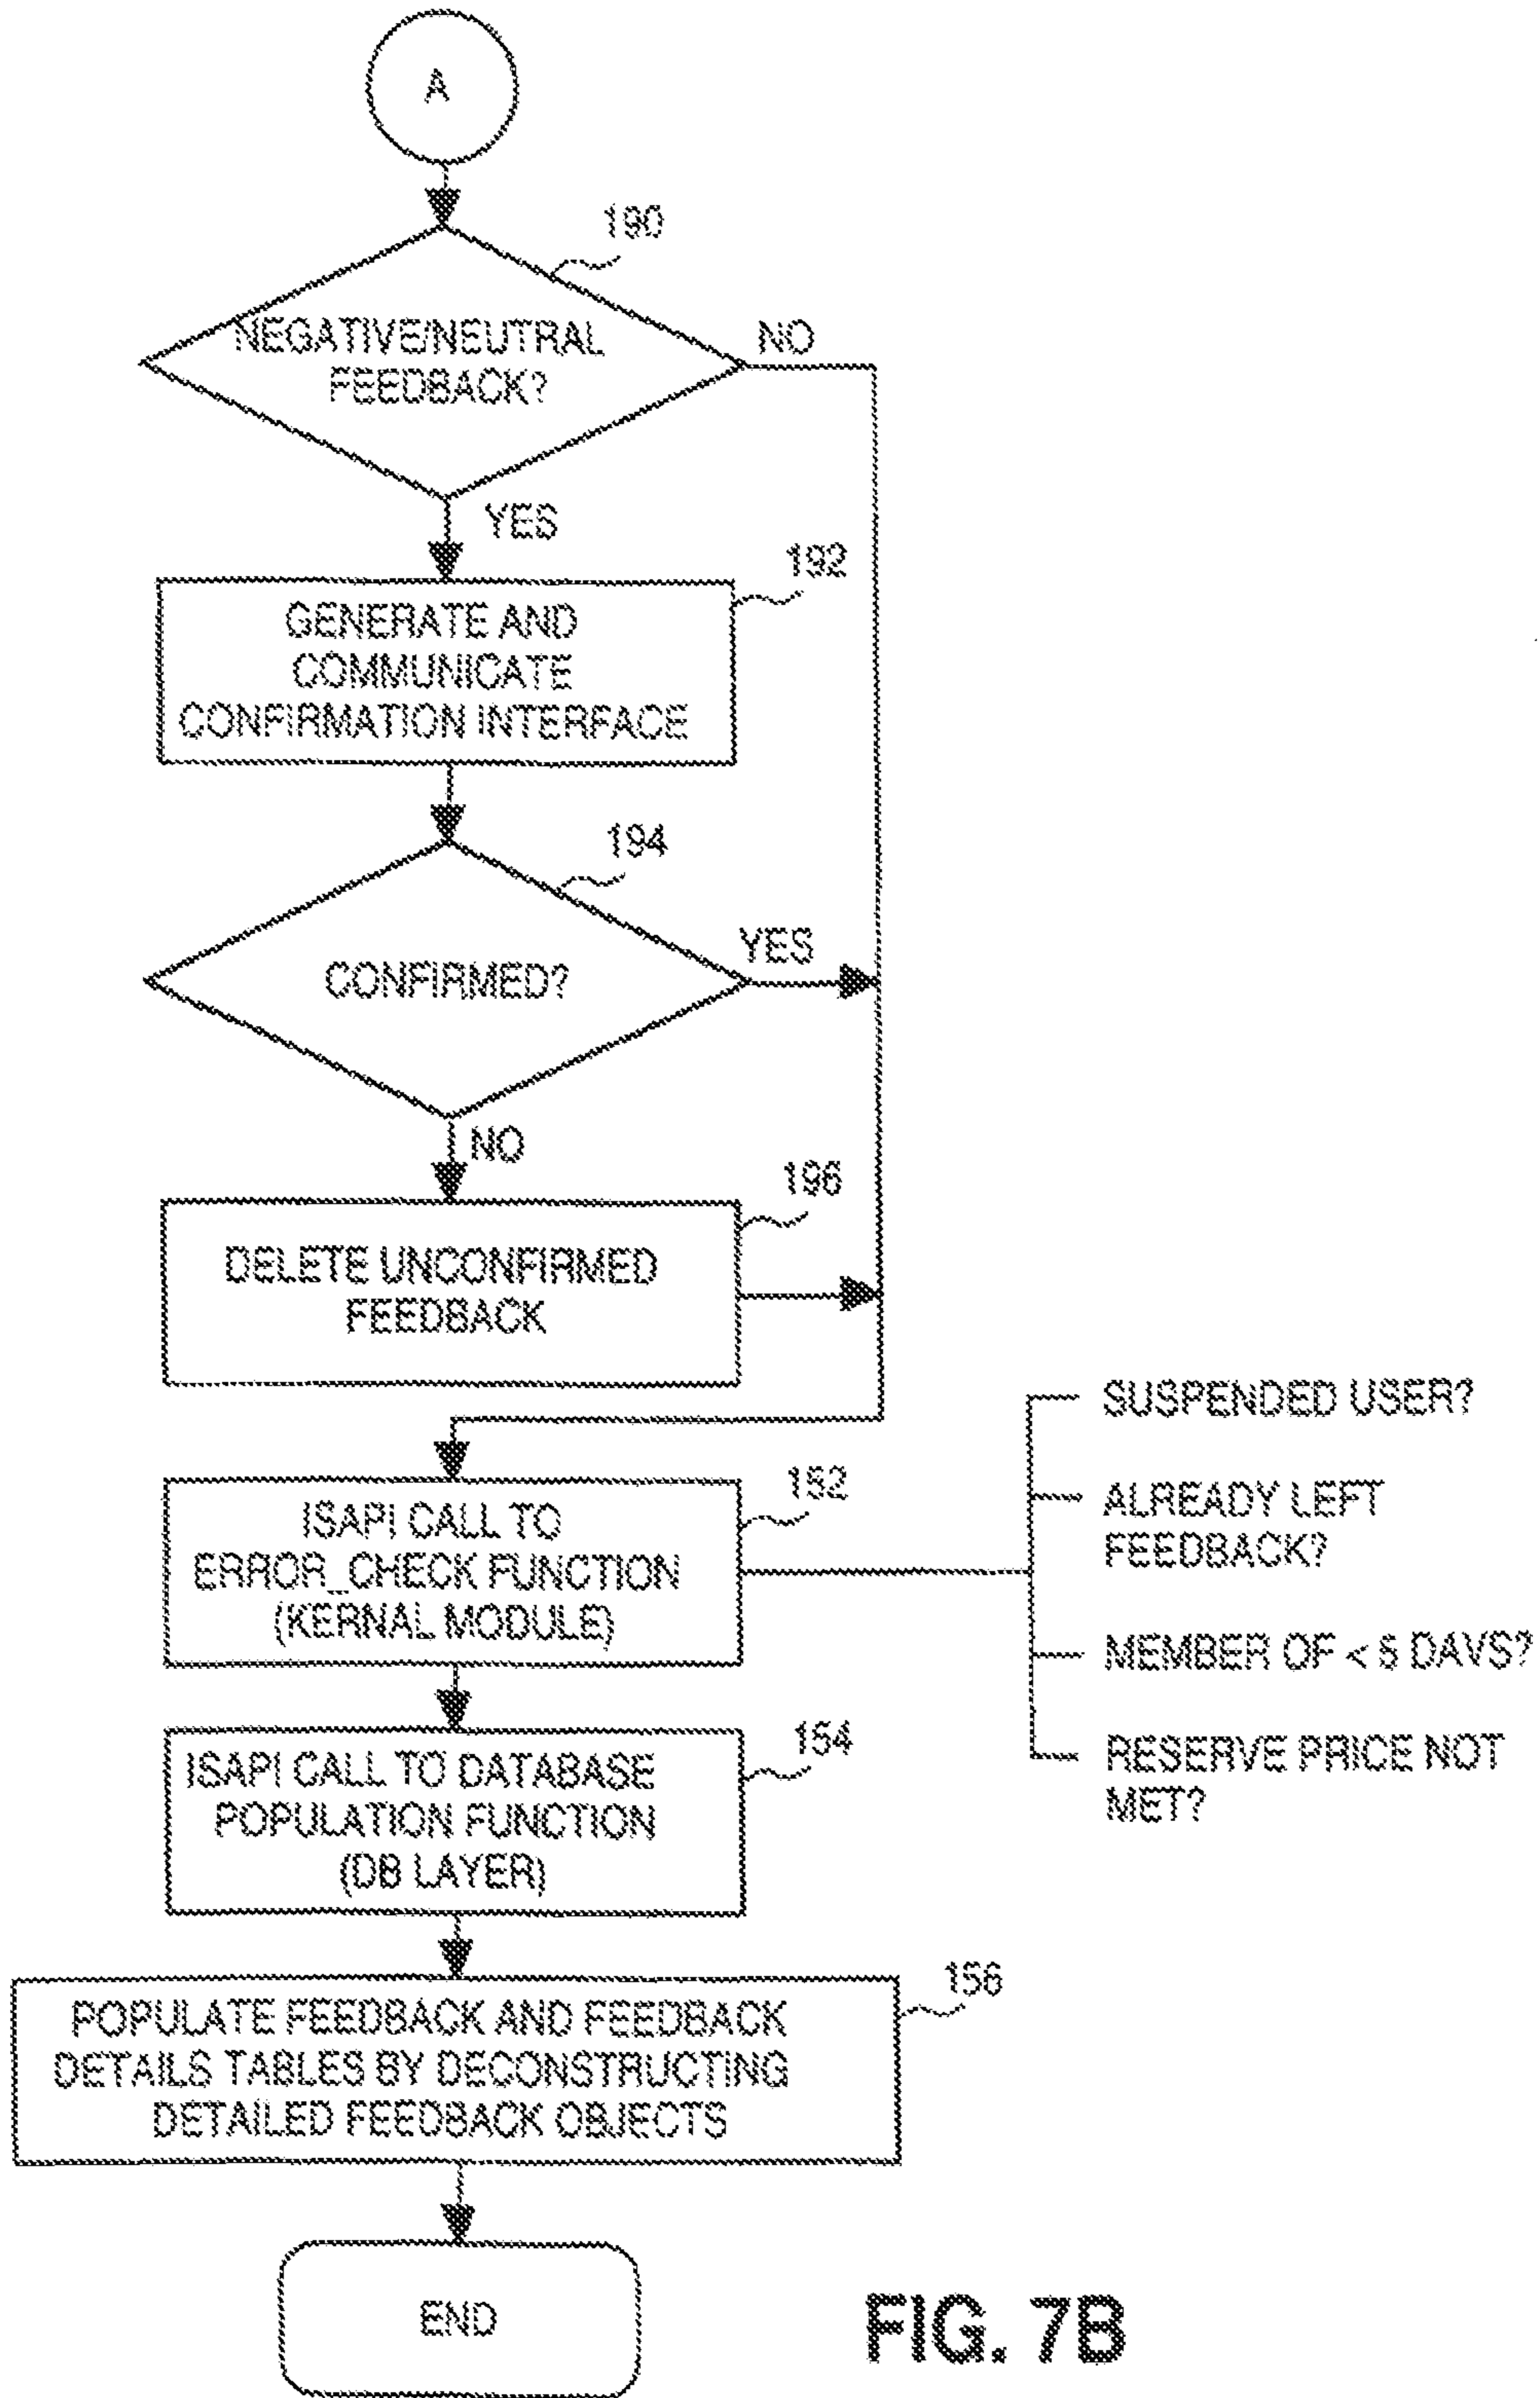 A
190
NEGATIVE/NEUTRAL
FEEDBACK?
NO
YES
192
GENERATE AND
COMMUNICATE
CONFIRMATION INTERFACE
194
CONFIRMED?
YES
NO
196
DELETE UNCONFIRMED
FEEDBACK
152
ISAPI CALL TO
ERROR_CHECK FUNCTION
(KERNAL MODULE)
SUSPENDED USER?
ALREADY LEFT
FEEDBACK?
MEMBER OF < 5 DAYS?
RESERVE PRICE NOT
MET?
154
ISAPI CALL TO DATABASE
POPULATION FUNCTION
(DB LAYER)
156
POPULATE FEEDBACK AND FEEDBACK
DETAILS TABLES BY DECONSTRUCTING
DETAILED FEEDBACK OBJECTS
END
FIG. 7B